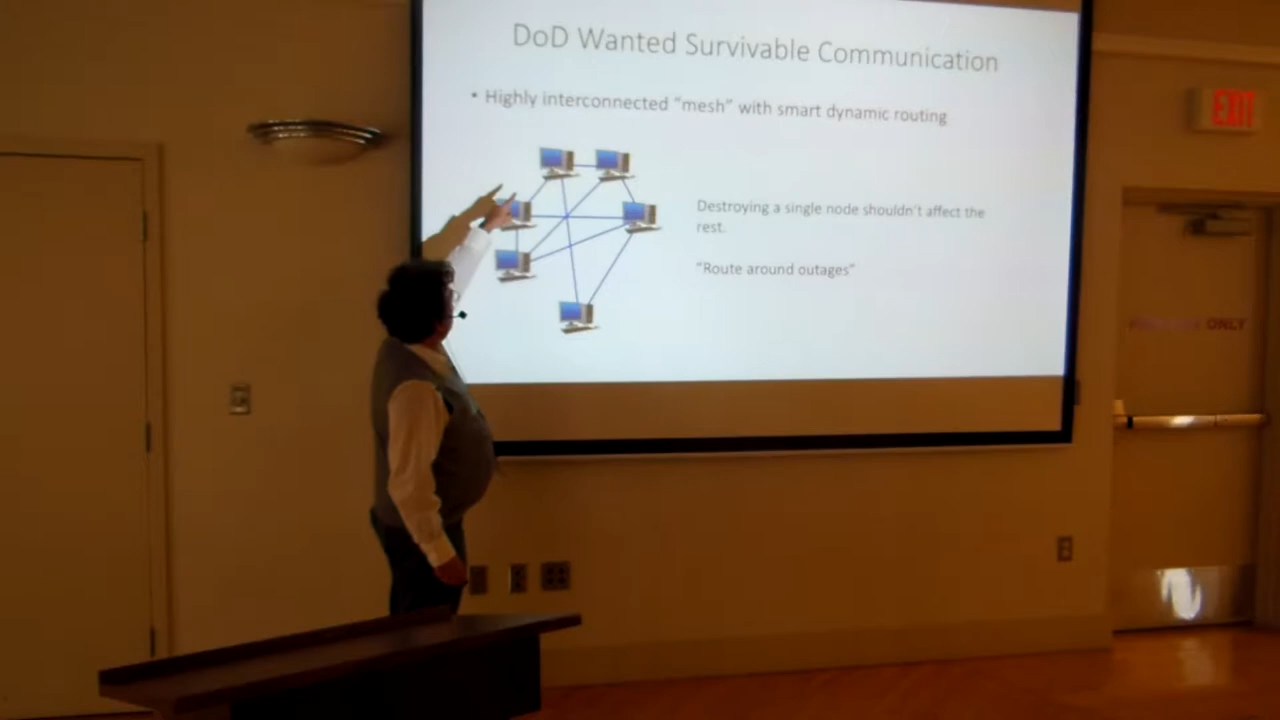 DoD Wanted Survivable Communication
• Highly interconnected “mesh” with smart dynamic routing
Destroying a single node shouldn't affect the
rest.
“Route around outages”
EXIT
ONLY